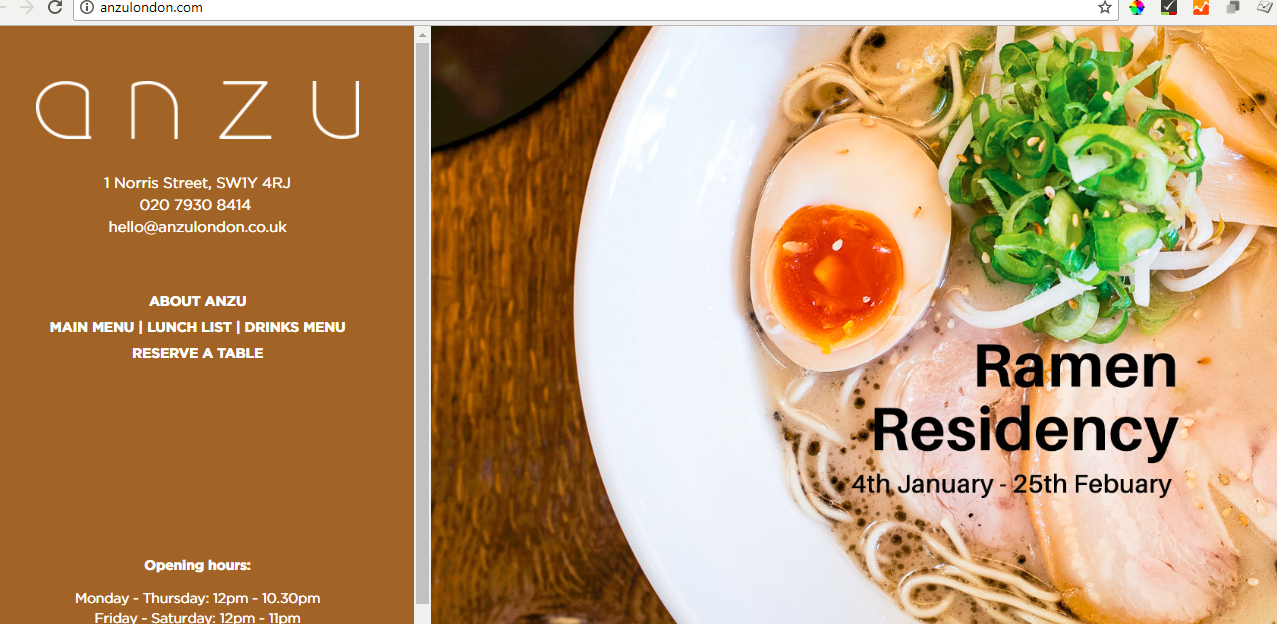 anzulondon.com
anzu
1 Norris Street, SW1Y 4RJ
020 7930 8414
hello@anzulondon.co.uk
ABOUT ANZU
MAIN MENU | LUNCH LIST | DRINKS MENU
RESERVE A TABLE
Opening hours:
Monday - Thursday: 12pm - 10.30pm
Friday - Saturday: 12pm - 11pm
Ramen
Residency
4th January - 25th Febuary